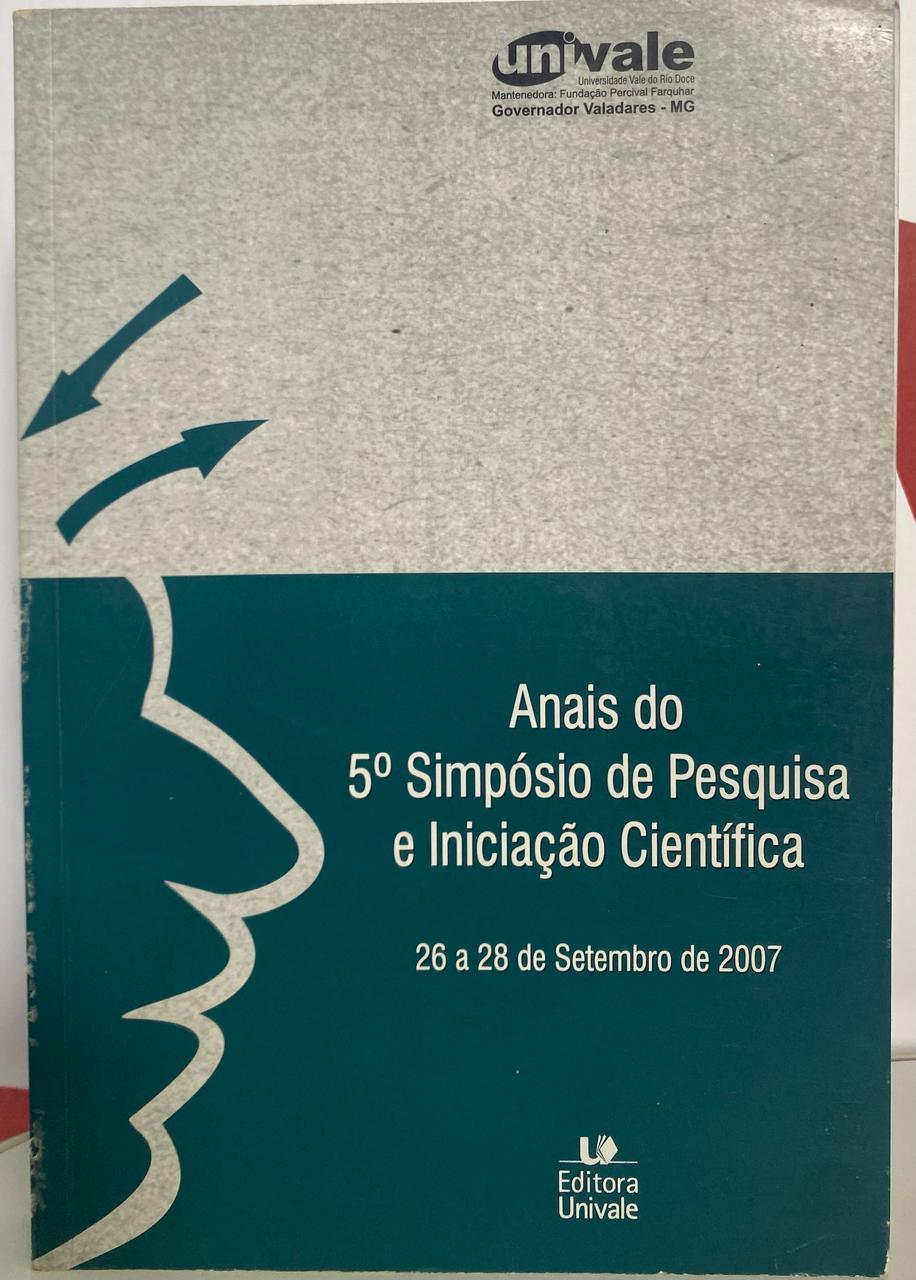 univale
Universidade Vale do Rio Doce
Mantenedora: Fundação Percival Farquhar
Governador Valadares - MG
Anais do
5º Simpósio de Pesquisa
e Iniciação Científica
26 a 28 de Setembro de 2007
Editora
Univale